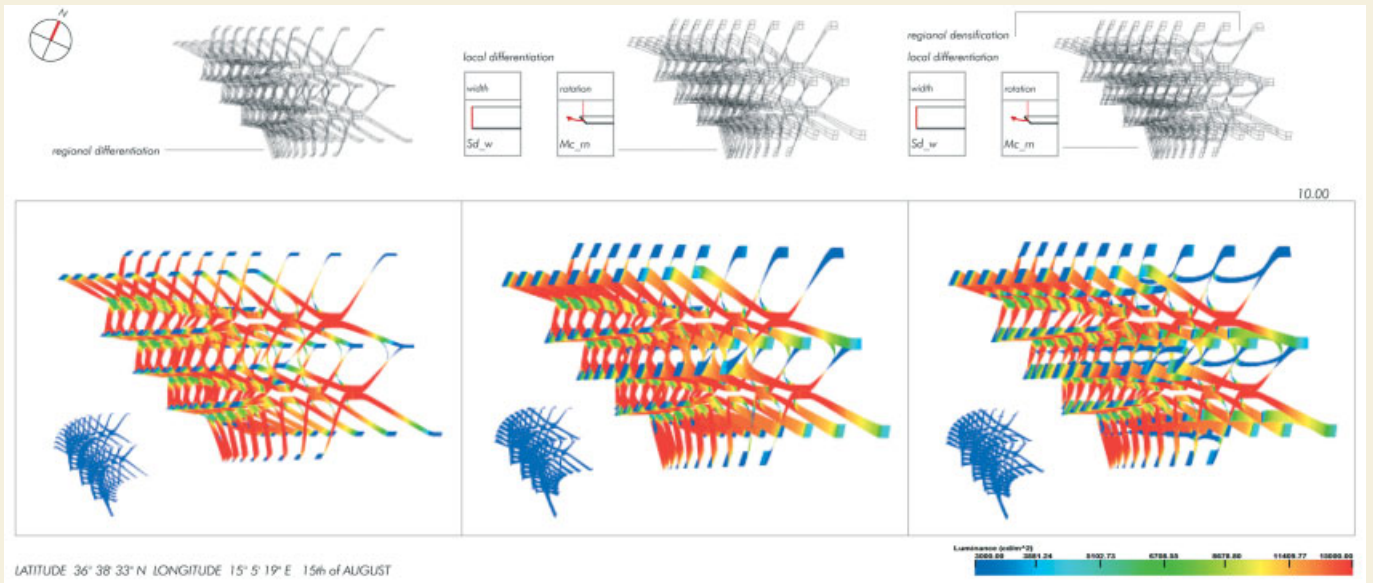 N
regional differentiation
local differentiation
width
rotation
Sd_w
Mc_rn
regional densification
local differentiation
width
rotation
Sd_w
Mc_rn
10.00
LATITUDE 36° 38' 33" N LONGITUDE 15° 5' 19" E 15th of AUGUST
Luminance (cd/m^2)
3000.00 3881.24 5102.73 6708.55 8678.80 11409.77 15000.00